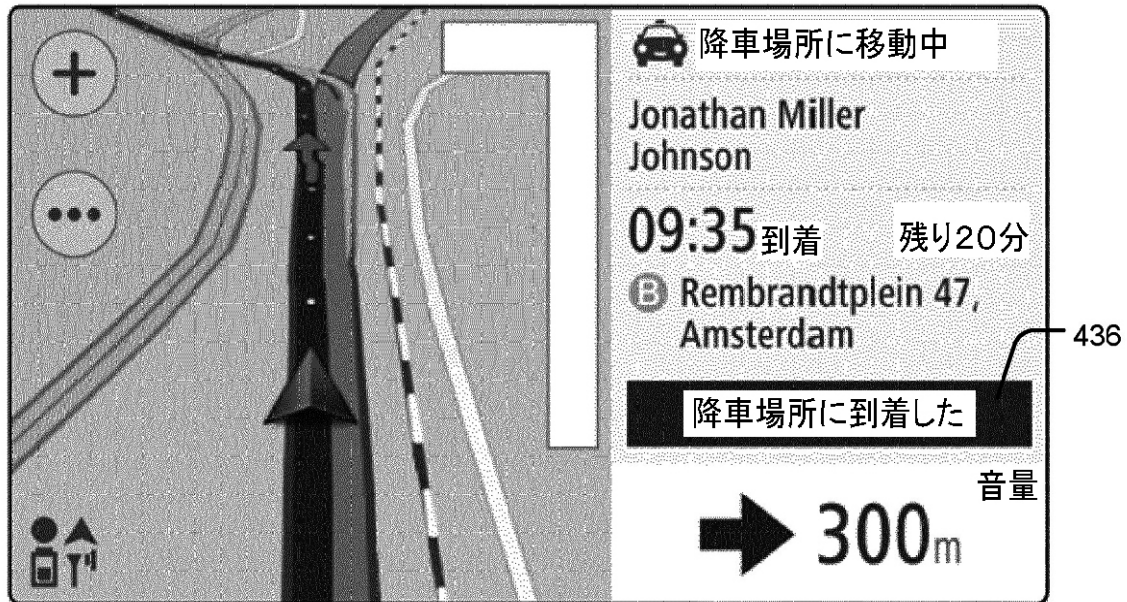 降車場所に移動中
Jonathan Miller
Johnson
09:35到着 残り20分
B Rembrandtplein 47,
Amsterdam
436
降車場所に到着した
音量
300m